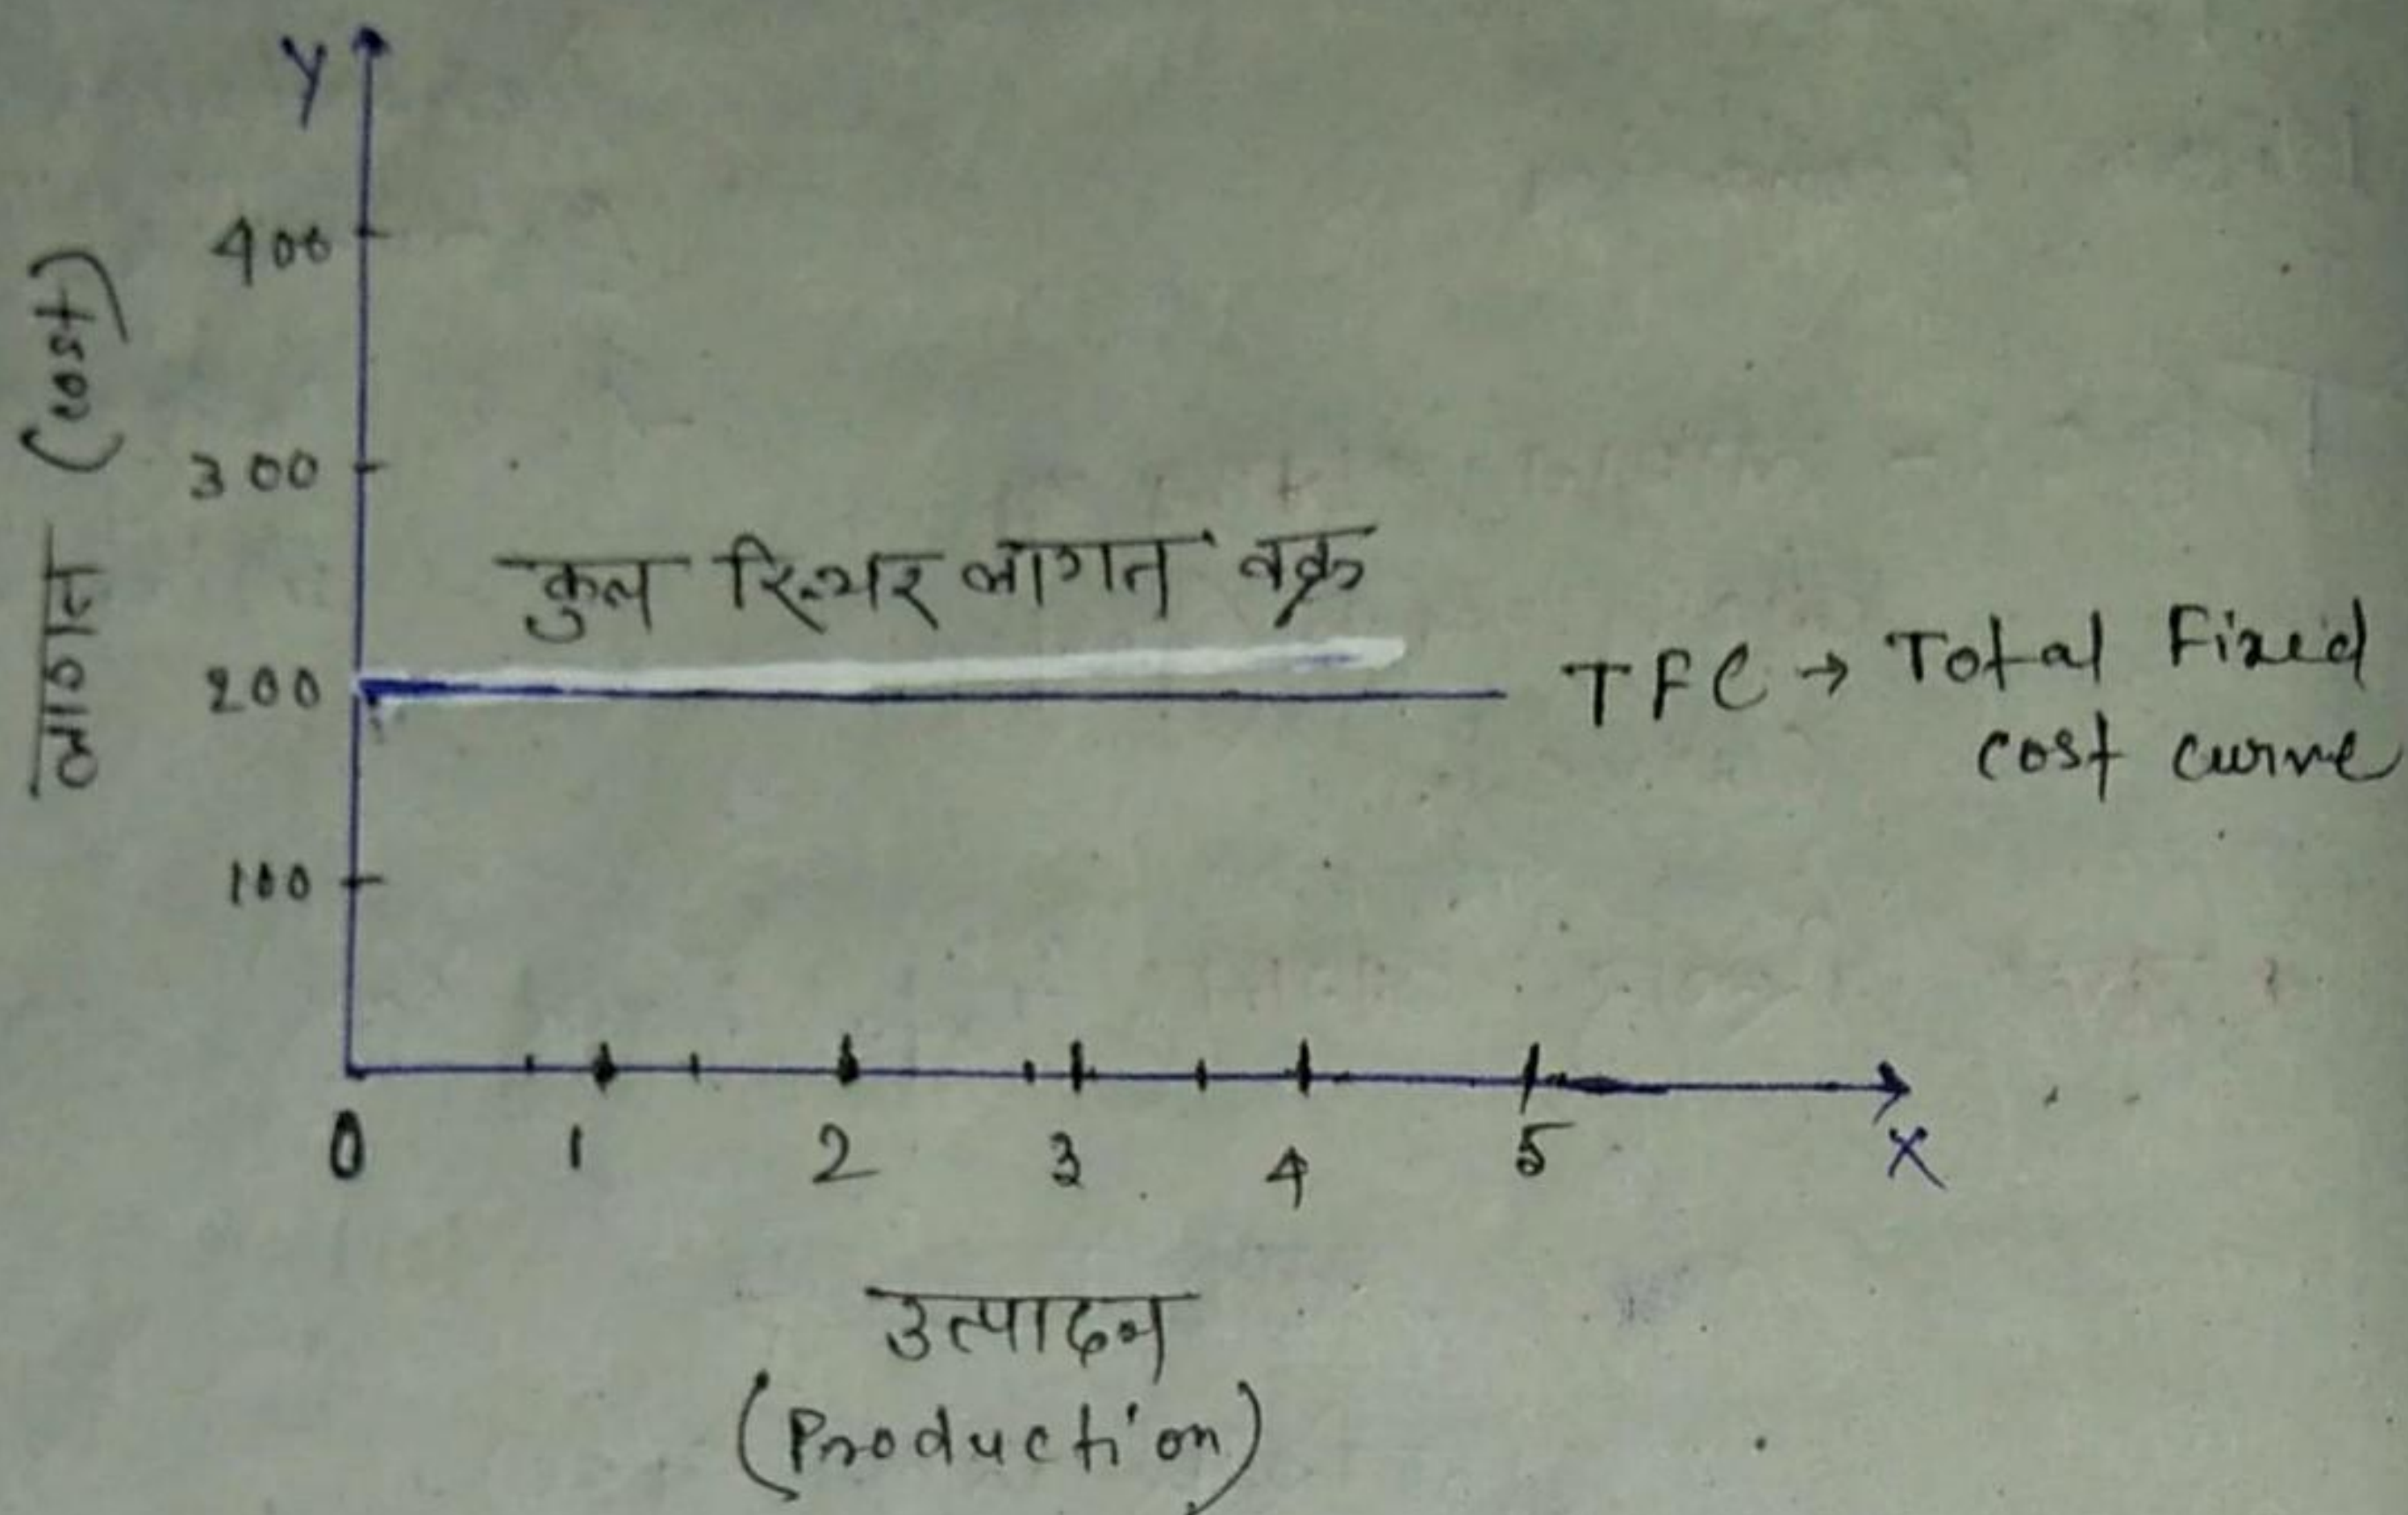 Y
400
लागत (cost)
300
कुल स्थिर लागत वक्र
200
TFC → Total Fixed
cost curve
100
0 1 2 3 4 5 X
उत्पादन
(Production)